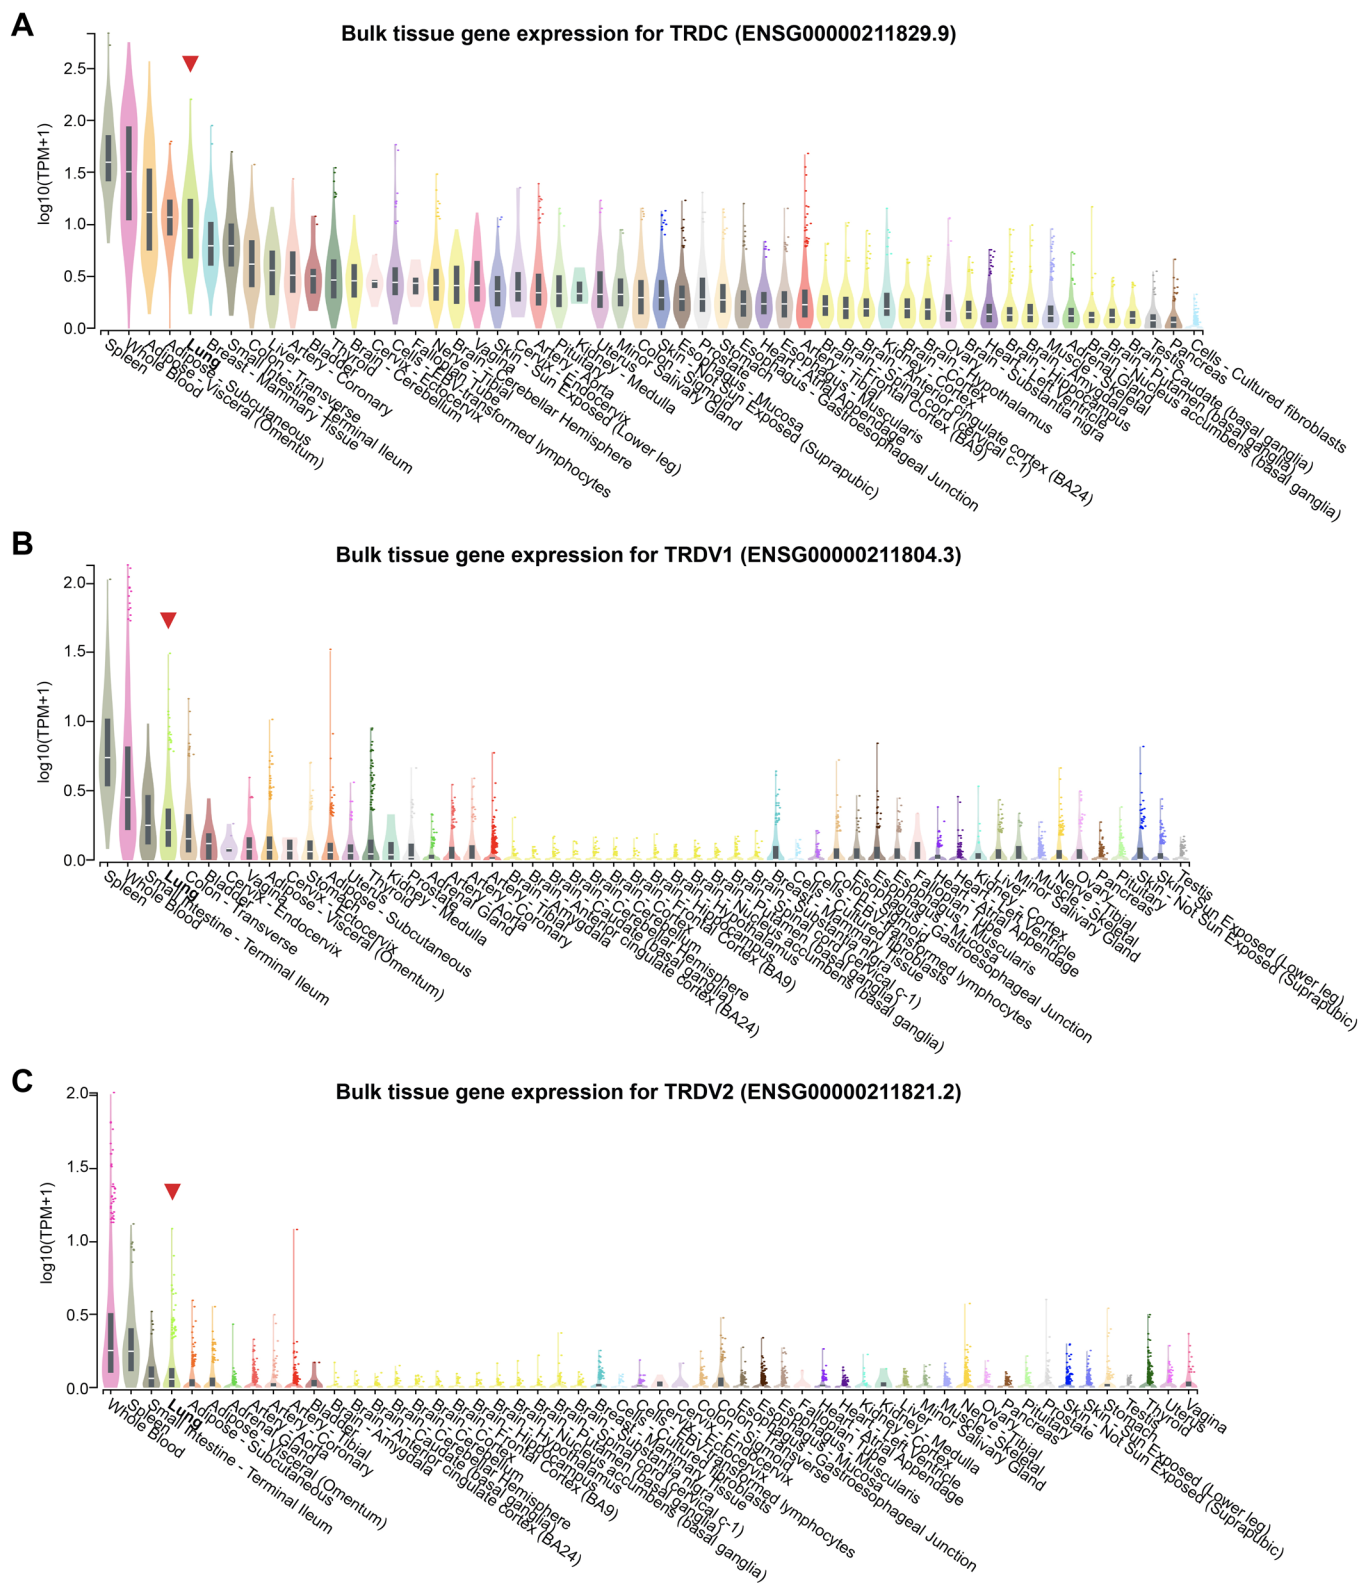 A
Bulk tissue gene expression for TRDC (ENSG00000211829.9)
log10(TPM+1)
2.5
2.0
1.5
1.0
0.5
0.0
Spleen
Whole Blood
Adipose - Visceral (Omentum)
Adipose - Subcutaneous
Lung
Breast - Mammary Tissue
Small Intestine - Terminal Ileum
Colon - Transverse
Liver
Artery - Coronary
Bladder
Thyroid
Brain - Cerebellum
Cervix - Ectocervix
Cells - EBV-transformed lymphocytes
Fallopian Tube
Nerve - Tibial
Brain - Cerebellar Hemisphere
Vagina
Skin - Sun Exposed (Lower leg)
Cervix - Endocervix
Artery - Aorta
Pituitary
Kidney - Medulla
Uterus
Minor Salivary Gland
Colon - Sigmoid
Skin - Not Sun Exposed (Suprapubic)
Esophagus - Mucosa
Prostate
Stomach
Esophagus - Gastroesophageal Junction
Heart - Atrial Appendage
Esophagus - Muscularis
Artery - Tibial
Brain - Frontal Cortex (BA9)
Brain - Spinal cord (cervical c-1)
Brain - Anterior cingulate cortex (BA24)
Kidney - Cortex
Brain - Cortex
Brain - Hypothalamus
Ovary
Brain - Substantia nigra
Heart - Left Ventricle
Brain - Hippocampus
Brain - Amygdala
Muscle - Skeletal
Adrenal Gland
Brain - Nucleus accumbens (basal ganglia)
Brain - Putamen (basal ganglia)
Brain - Caudate (basal ganglia)
Testis
Pancreas
Cells - Cultured fibroblasts
B
Bulk tissue gene expression for TRDV1 (ENSG00000211804.3)
log10(TPM+1)
2.0
1.5
1.0
0.5
0.0
Spleen
Whole Blood
Small Intestine - Terminal Ileum
Lung
Colon - Transverse
Bladder
Cervix - Endocervix
Vagina
Adipose - Visceral (Omentum)
Cervix - Ectocervix
Stomach
Adipose - Subcutaneous
Uterus
Thyroid
Kidney - Medulla
Prostate
Adrenal Gland
Artery - Aorta
Artery - Coronary
Artery - Tibial
Brain - Amygdala
Brain - Anterior cingulate cortex (BA24)
Brain - Caudate (basal ganglia)
Brain - Cerebellar Hemisphere
Brain - Cerebellum
Brain - Cortex
Brain - Frontal Cortex (BA9)
Brain - Hippocampus
Brain - Hypothalamus
Brain - Nucleus accumbens (basal ganglia)
Brain - Putamen (basal ganglia)
Brain - Spinal cord (cervical c-1)
Brain - Substantia nigra
Breast - Mammary Tissue
Cells - Cultured fibroblasts
Cells - EBV-transformed lymphocytes
Colon - Sigmoid
Esophagus - Gastroesophageal Junction
Esophagus - Mucosa
Esophagus - Muscularis
Fallopian Tube
Heart - Atrial Appendage
Heart - Left Ventricle
Kidney - Cortex
Liver
Minor Salivary Gland
Muscle - Skeletal
Nerve - Tibial
Ovary
Pancreas
Pituitary
Skin - Not Sun Exposed (Suprapubic)
Skin - Sun Exposed (Lower leg)
Testis
C
Bulk tissue gene expression for TRDV2 (ENSG00000211821.2)
log10(TPM+1)
2.0
1.5
1.0
0.5
0.0
Whole Blood
Spleen
Small Intestine - Terminal Ileum
Lung
Adipose - Subcutaneous
Adipose - Visceral (Omentum)
Adrenal Gland
Artery - Aorta
Artery - Coronary
Artery - Tibial
Bladder
Brain - Amygdala
Brain - Anterior cingulate cortex (BA24)
Brain - Caudate (basal ganglia)
Brain - Cerebellar Hemisphere
Brain - Cerebellum
Brain - Cortex
Brain - Frontal Cortex (BA9)
Brain - Hippocampus
Brain - Hypothalamus
Brain - Nucleus accumbens (basal ganglia)
Brain - Putamen (basal ganglia)
Brain - Spinal cord (cervical c-1)
Brain - Substantia nigra
Breast - Mammary Tissue
Cells - Cultured fibroblasts
Cells - EBV-transformed lymphocytes
Cervix - Ectocervix
Cervix - Endocervix
Colon - Sigmoid
Colon - Transverse
Esophagus - Gastroesophageal Junction
Esophagus - Mucosa
Esophagus - Muscularis
Fallopian Tube
Heart - Atrial Appendage
Heart - Left Ventricle
Kidney - Cortex
Kidney - Medulla
Liver
Minor Salivary Gland
Muscle - Skeletal
Nerve - Tibial
Ovary
Pancreas
Pituitary
Prostate
Skin - Not Sun Exposed (Suprapubic)
Skin - Sun Exposed (Lower leg)
Stomach
Testis
Thyroid
Uterus
Vagina